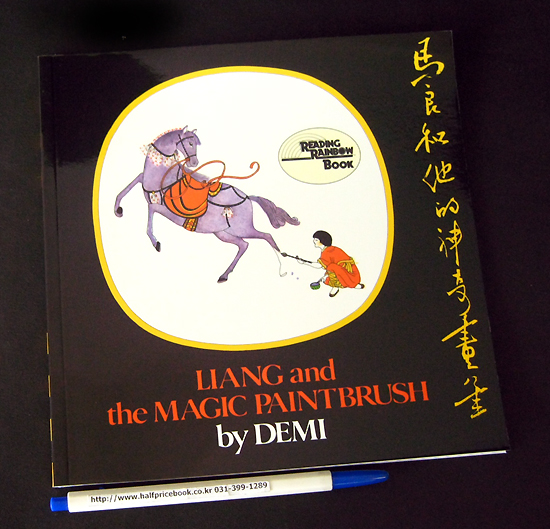 馬良和他的神奇畫筆
READING
RAINBOW
BOOK
LIANG and
the MAGIC PAINTBRUSH
by DEMI
http://www.halfpricebook.co.kr 031-399-1289